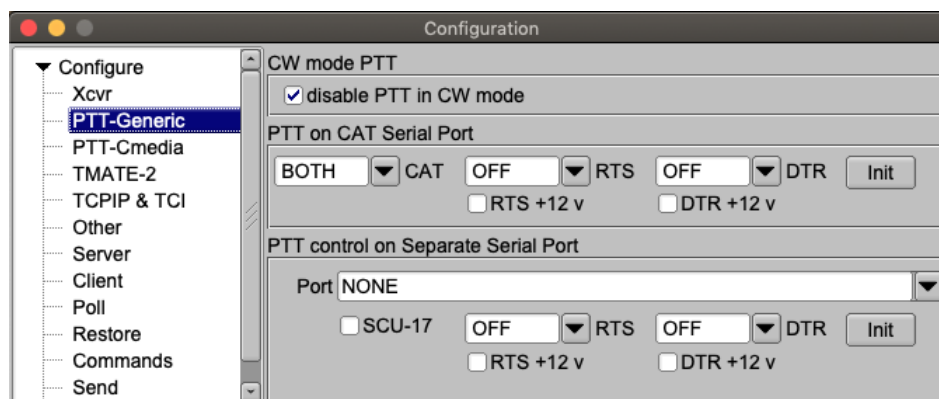 Configuration
Configure
Xcvr
PTT-Generic
PTT-Cmedia
TMATE-2
TCPIP & TCI
Other
Server
Client
Poll
Restore
Commands
Send
CW mode PTT
disable PTT in CW mode
PTT on CAT Serial Port
BOTH CAT OFF RTS OFF DTR Init
RTS +12 v DTR +12 v
PTT control on Separate Serial Port
Port NONE
SCU-17 OFF RTS OFF DTR Init
RTS +12 v DTR +12 v